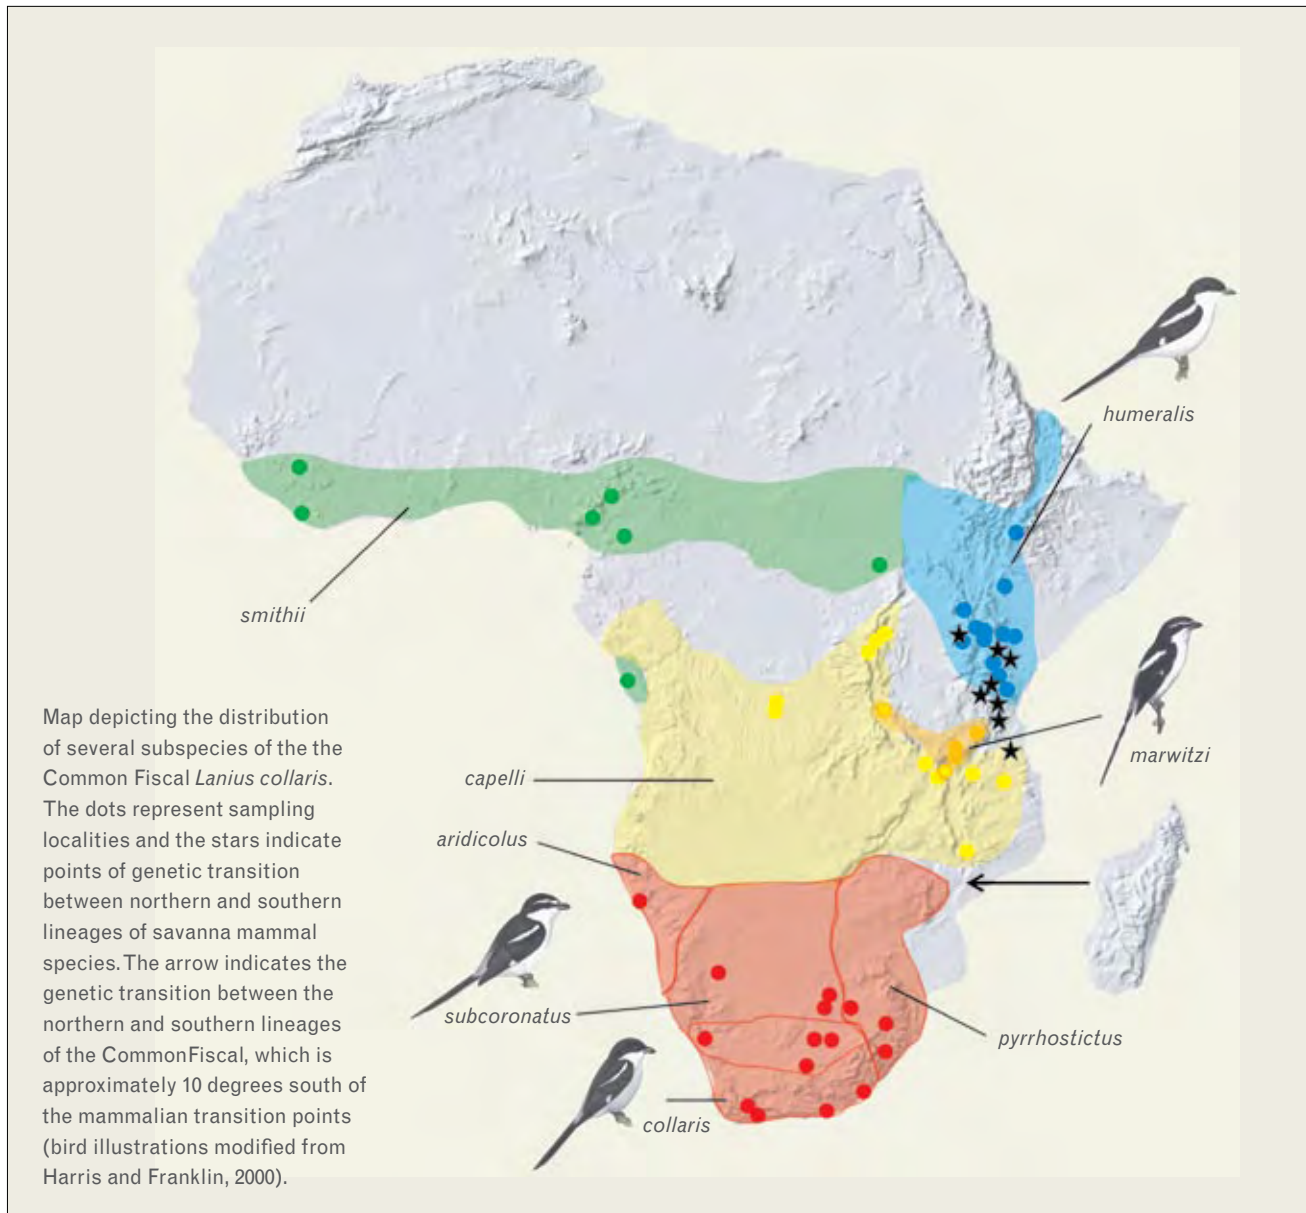 humeralis
smithii
marwitzi
Map depicting the distribution
of several subspecies of the the
Common Fiscal Lanius collaris.
The dots represent sampling
localities and the stars indicate
points of genetic transition
between northern and southern
lineages of savanna mammal
species. The arrow indicates the
genetic transition between the
northern and southern lineages
of the CommonFiscal, which is
approximately 10 degrees south of
the mammalian transition points
(bird illustrations modified from
Harris and Franklin, 2000).
capelli
aridicolus
subcoronatus
pyrrhostictus
collaris